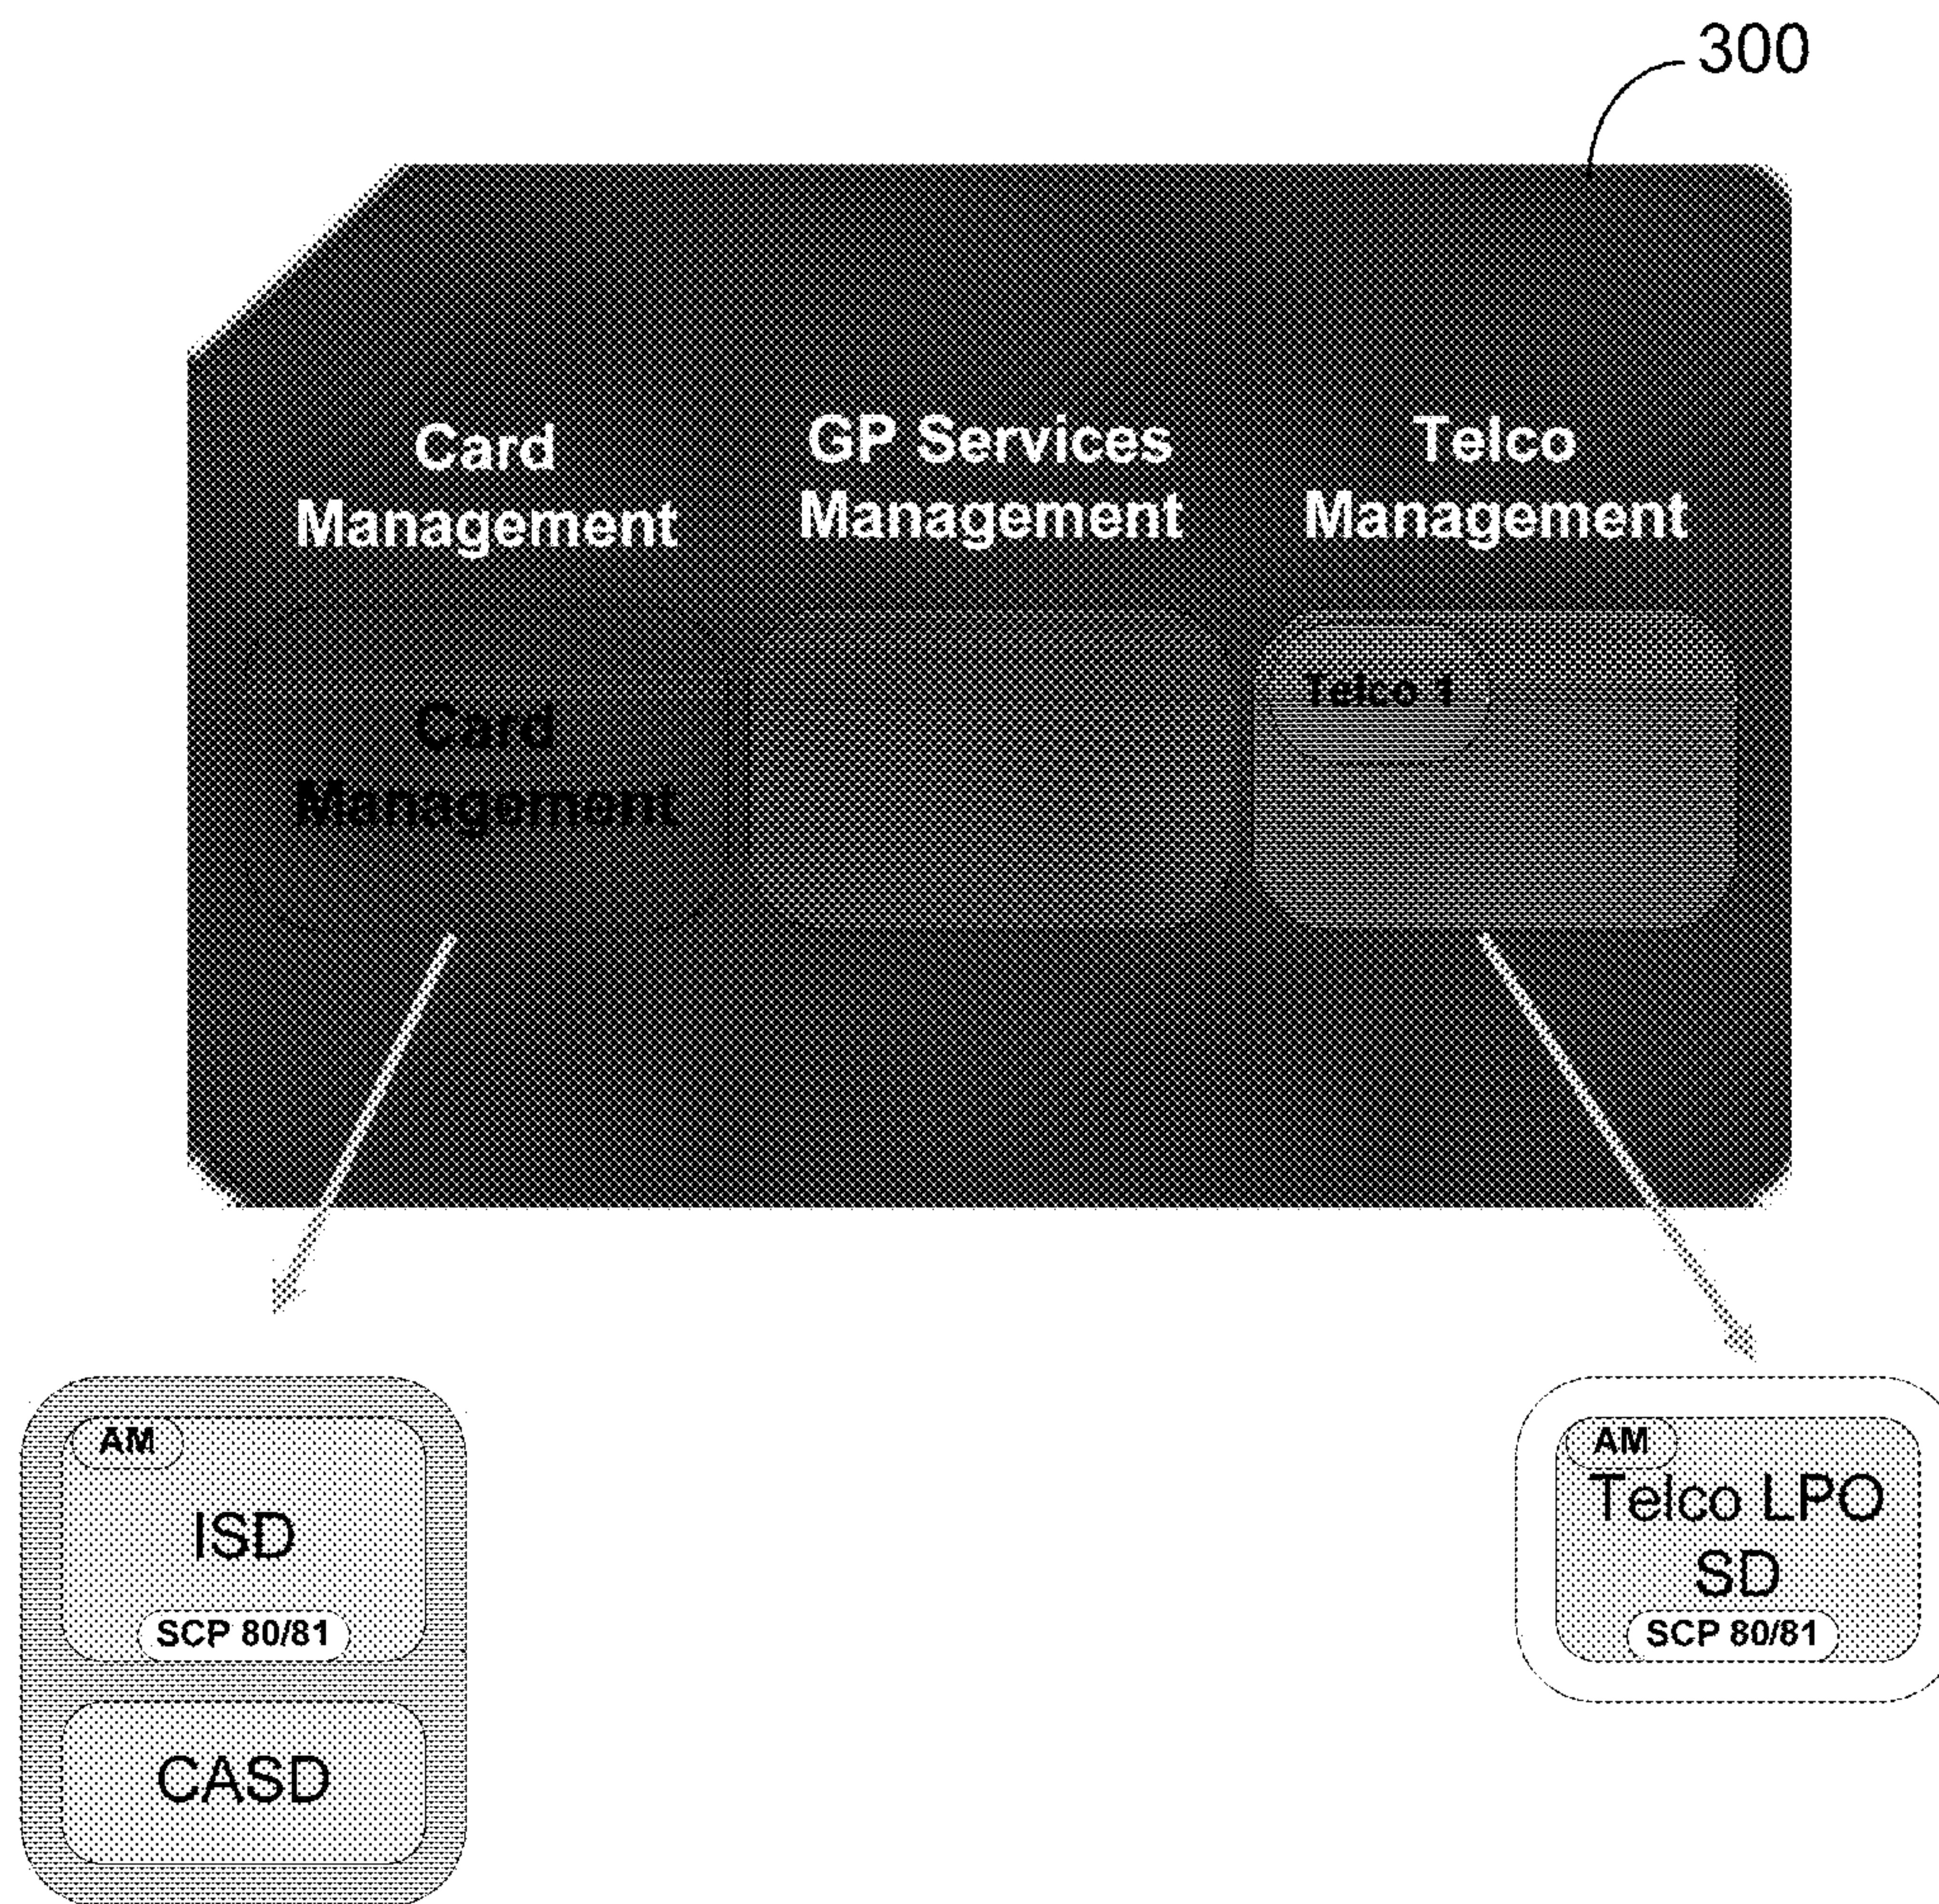 300
Card
Management
GP Services
Management
Telco
Management
Card
Management
Telco 1
AM
ISD
SCP 80/81
CASD
AM
Telco LPO
SD
SCP 80/81